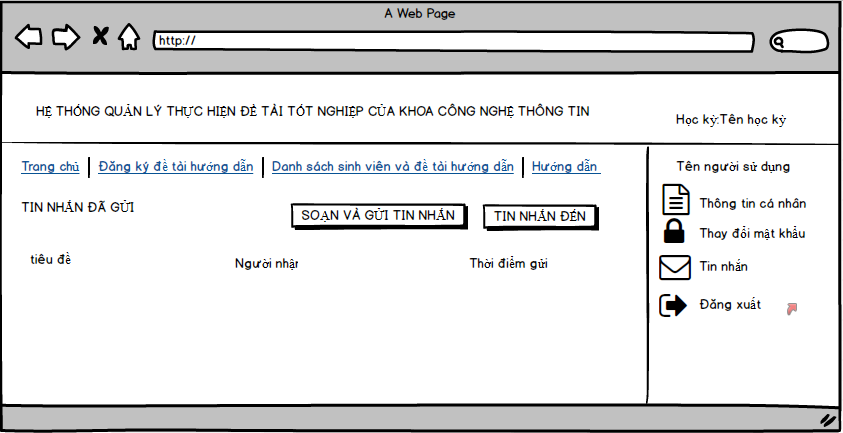 A Web Page
http://
HỆ THỐNG QUẢN LÝ THỰC HIỆN ĐỀ TÀI TỐT NGHIỆP CỦA KHOA CÔNG NGHỆ THÔNG TIN
Học kỳ:Tên học kỳ
Trang chủ Đăng ký đề tài hướng dẫn Danh sách sinh viên và đề tài hướng dẫn Hướng dẫn
Tên người sử dụng
TIN NHẮN ĐÃ GỬI
SOẠN VÀ GỬI TIN NHẮN
TIN NHẮN ĐẾN
Thông tin cá nhân
Thay đổi mật khẩu
tiêu đề
Người nhận
Thời điểm gửi
Tin nhắn
Đăng xuất